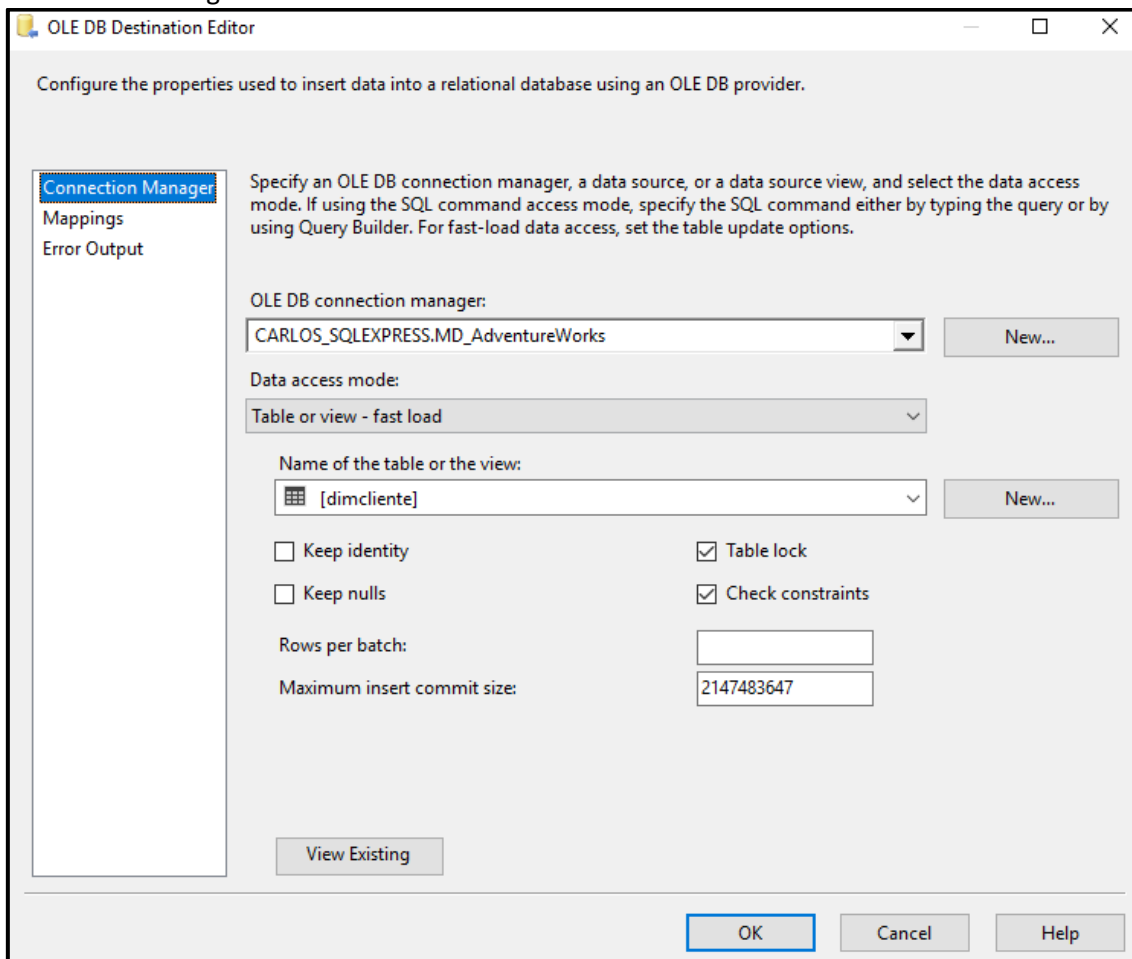 OLE DB Destination Editor
Configure the properties used to insert data into a relational database using an OLE DB provider.
Connection Manager
Mappings
Error Output
Specify an OLE DB connection manager, a data source, or a data source view, and select the data access
mode. If using the SQL command access mode, specify the SQL command either by typing the query or by
using Query Builder. For fast-load data access, set the table update options.
OLE DB connection manager:
CARLOS_SQLEXPRESS.MD_AdventureWorks
New...
Data access mode:
Table or view - fast load
Name of the table or the view:
[dimcliente]
New...
Keep identity
Table lock
Keep nulls
Check constraints
Rows per batch:
Maximum insert commit size:
2147483647
View Existing
OK
Cancel
Help